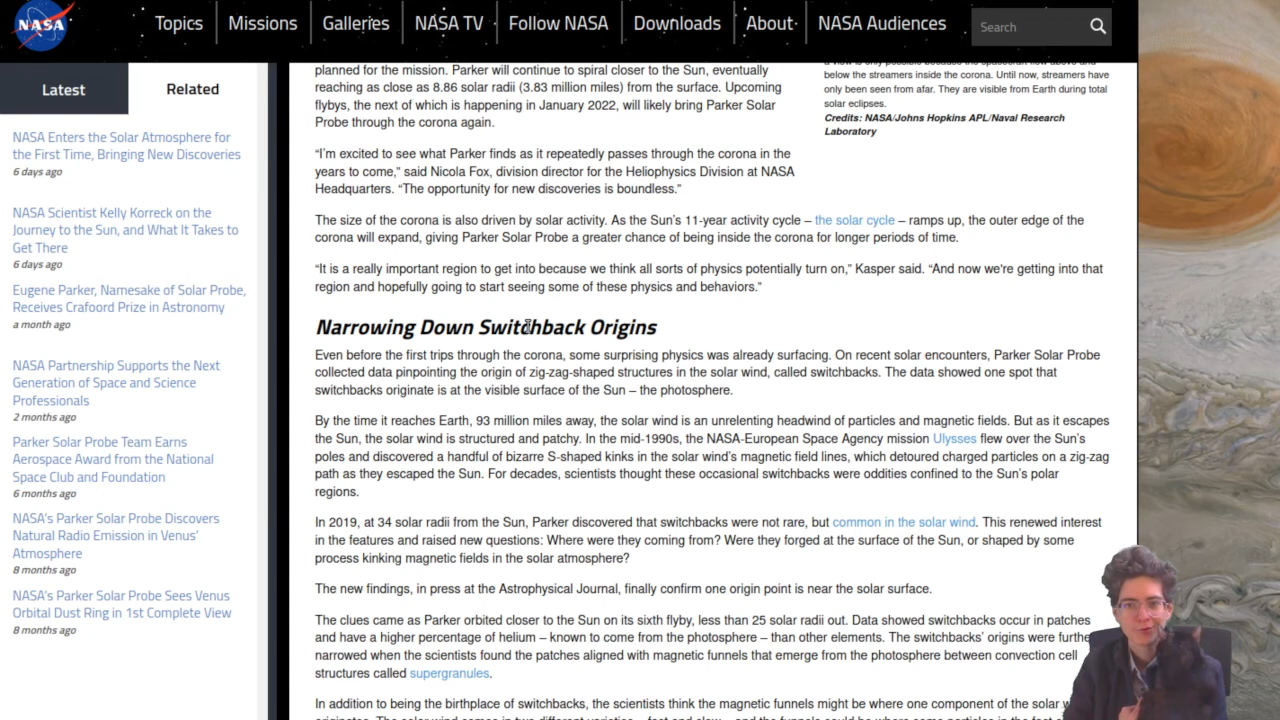 NASA
Topics
Missions
Galleries
NASA TV
Follow NASA
Downloads
About
NASA Audiences
Search
Latest
Related
NASA Enters the Solar Atmosphere for
the First Time, Bringing New Discoveries
6 days ago
NASA Scientist Kelly Korreck on the
Journey to the Sun, and What It Takes to
Get There
6 days ago
Eugene Parker, Namesake of Solar Probe,
Receives Crafoord Prize in Astronomy
a month ago
NASA Partnership Supports the Next
Generation of Space and Science
Professionals
2 months ago
Parker Solar Probe Team Earns
Aerospace Award from the National
Space Club and Foundation
6 months ago
NASA's Parker Solar Probe Discovers
Natural Radio Emission in Venus'
Atmosphere
8 months ago
NASA's Parker Solar Probe Sees Venus
Orbital Dust Ring in 1st Complete View
8 months ago
planned for the mission. Parker will continue to spiral closer to the Sun, eventually
reaching as close as 8.86 solar radii (3.83 million miles) from the surface. Upcoming
flybys, the next of which is happening in January 2022, will likely bring Parker Solar
Probe through the corona again.
“I’m excited to see what Parker finds as it repeatedly passes through the corona in the
years to come,” said Nicola Fox, division director for the Heliophysics Division at NASA
Headquarters. “The opportunity for new discoveries is boundless.”
below the streamers inside the corona. Until now, streamers have
only been seen from afar. They are visible from Earth during total
solar eclipses.
Credits: NASA/Johns Hopkins APL/Naval Research
Laboratory
The size of the corona is also driven by solar activity. As the Sun’s 11-year activity cycle – the solar cycle – ramps up, the outer edge of the
corona will expand, giving Parker Solar Probe a greater chance of being inside the corona for longer periods of time.
“It is a really important region to get into because we think all sorts of physics potentially turn on,” Kasper said. “And now we're getting into that
region and hopefully going to start seeing some of these physics and behaviors.”
Narrowing Down Switchback Origins
Even before the first trips through the corona, some surprising physics was already surfacing. On recent solar encounters, Parker Solar Probe
collected data pinpointing the origin of zig-zag-shaped structures in the solar wind, called switchbacks. The data showed one spot that
switchbacks originate is at the visible surface of the Sun – the photosphere.
By the time it reaches Earth, 93 million miles away, the solar wind is an unrelenting headwind of particles and magnetic fields. But as it escapes
the Sun, the solar wind is structured and patchy. In the mid-1990s, the NASA-European Space Agency mission Ulysses flew over the Sun’s
poles and discovered a handful of bizarre S-shaped kinks in the solar wind’s magnetic field lines, which detoured charged particles on a zig-zag
path as they escaped the Sun. For decades, scientists thought these occasional switchbacks were oddities confined to the Sun’s polar
regions.
In 2019, at 34 solar radii from the Sun, Parker discovered that switchbacks were not rare, but common in the solar wind. This renewed interest
in the features and raised new questions: Where were they coming from? Were they forged at the surface of the Sun, or shaped by some
process kinking magnetic fields in the solar atmosphere?
The new findings, in press at the Astrophysical Journal, finally confirm one origin point is near the solar surface.
The clues came as Parker orbited closer to the Sun on its sixth flyby, less than 25 solar radii out. Data showed switchbacks occur in patches
and have a higher percentage of helium – known to come from the photosphere – than other elements. The switchbacks’ origins were
narrowed when the scientists found the patches aligned with magnetic funnels that emerge from the photosphere between convection cell
structures called supergranules.
In addition to being the birthplace of switchbacks, the scientists think the magnetic funnels might be where one component of the solar